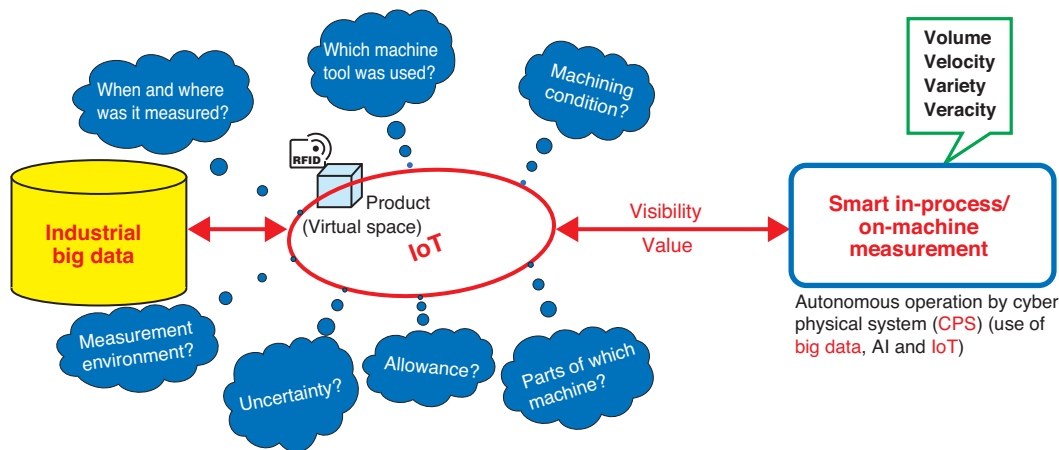 When and where
was it measured?
Which machine
tool was used?
Machining
condition?
Volume
Velocity
Variety
Veracity
RFID
Product
(Virtual space)
IoT
Industrial
big data
Visibility
Value
Smart in-process/
on-machine
measurement
Autonomous operation by cyber
physical system (CPS) (use of
big data, AI and IoT)
Measurement
environment?
Uncertainty?
Allowance?
Parts of which
machine?